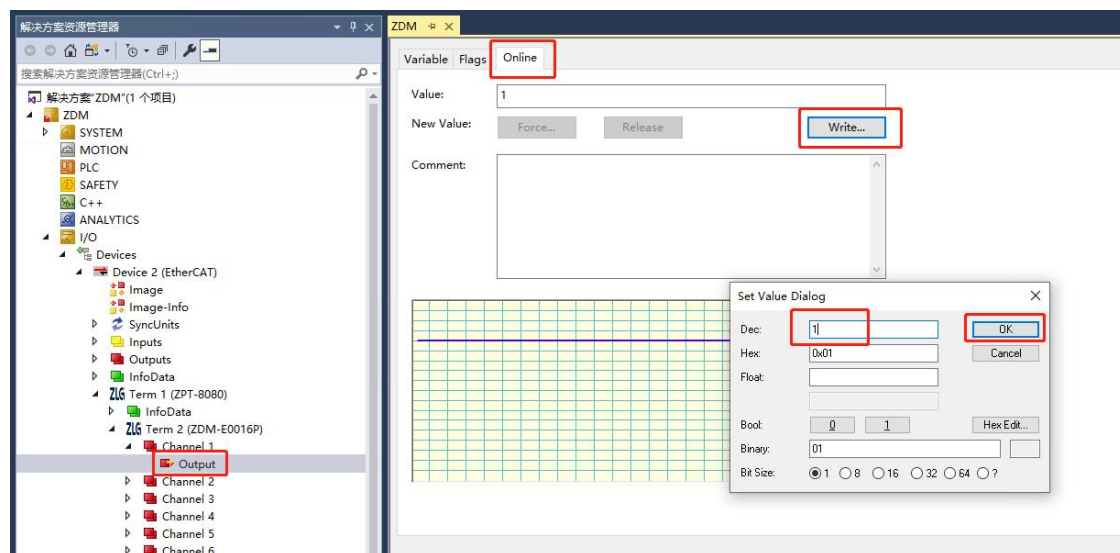 解决方案资源管理器
搜索解决方案资源管理器(Ctrl+;)
解决方案"ZDM"(1 个项目)
ZDM
SYSTEM
MOTION
PLC
SAFETY
C++
ANALYTICS
I/O
Devices
Device 2 (EtherCAT)
Image
Image-Info
SyncUnits
Inputs
Outputs
InfoData
ZLG Term 1 (ZPT-8080)
InfoData
ZLG Term 2 (ZDM-E0016P)
Channel 1
Output
Channel 2
Channel 3
Channel 4
Channel 5
Channel 6
ZDM
Variable Flags Online
Value: 1
New Value: Force... Release Write...
Comment:
Set Value Dialog
Dec: 1 OK
Hex: 0x01 Cancel
Float:
Bool: 0 1 Hex Edit...
Binary: 01
Bit Size: 1 8 16 32 64 ?